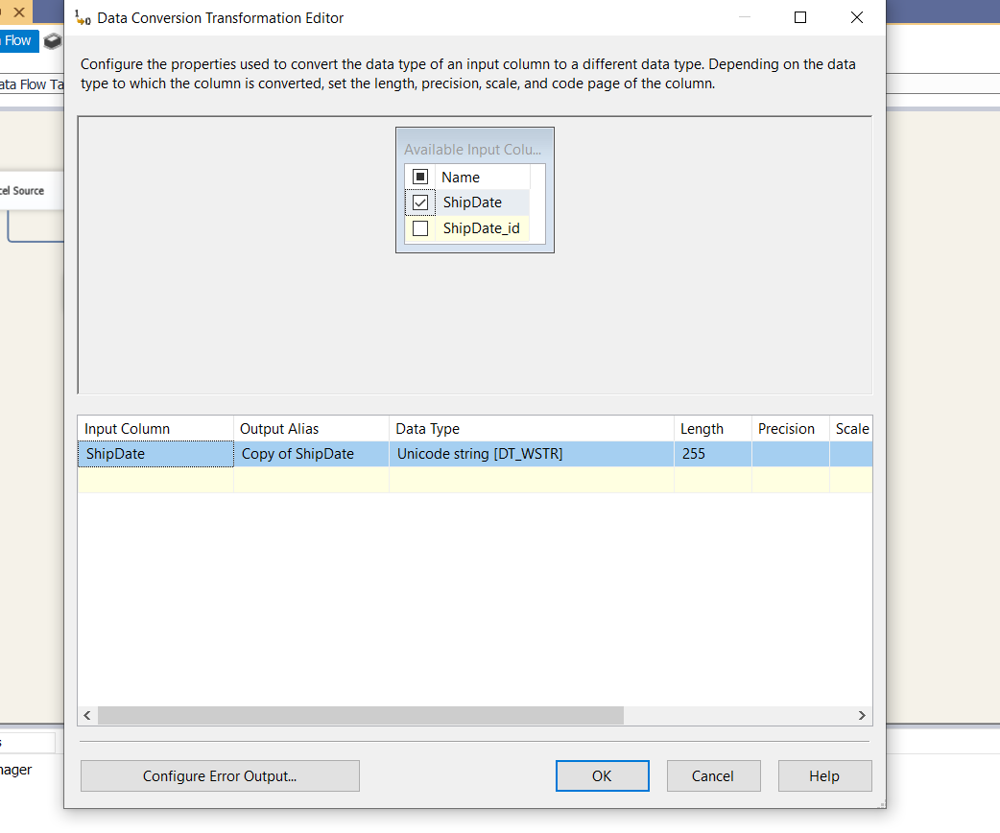 Data Conversion Transformation Editor
Flow
Configure the properties used to convert the data type of an input column to a different data type. Depending on the data
type to which the column is converted, set the length, precision, scale, and code page of the column.
ata Flow Ta
Available Input Colu...
Name
ShipDate
ShipDate_id
cel Source
Input Column Output Alias Data Type Length Precision Scale
ShipDate Copy of ShipDate Unicode string [DT_WSTR] 255
nager
Configure Error Output... OK Cancel Help